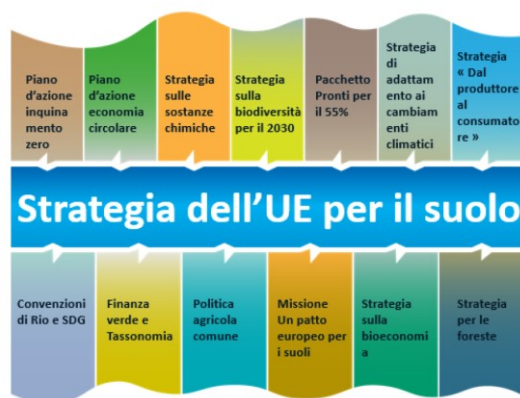 Piano
d'azione
inquina
mento
zero
Piano
d'azione
economia
circolare
Strategia
sulle
sostanze
chimiche
Strategia
sulla
biodiversità
per il 2030
Pacchetto
Pronti per
il 55%
Strategia
di
adattam
ento ai
cambiam
enti
climatici
Strategia
« Dal
produttore
al
consumato
re »
Strategia dell'UE per il suolo
Convenzioni
di Rio e SDG
Finanza
verde e
Tassonomia
Politica
agricola
comune
Missione
Un patto
europeo per
i suoli
Strategia
sulla
bioeconomi
a
Strategia
per le
foreste